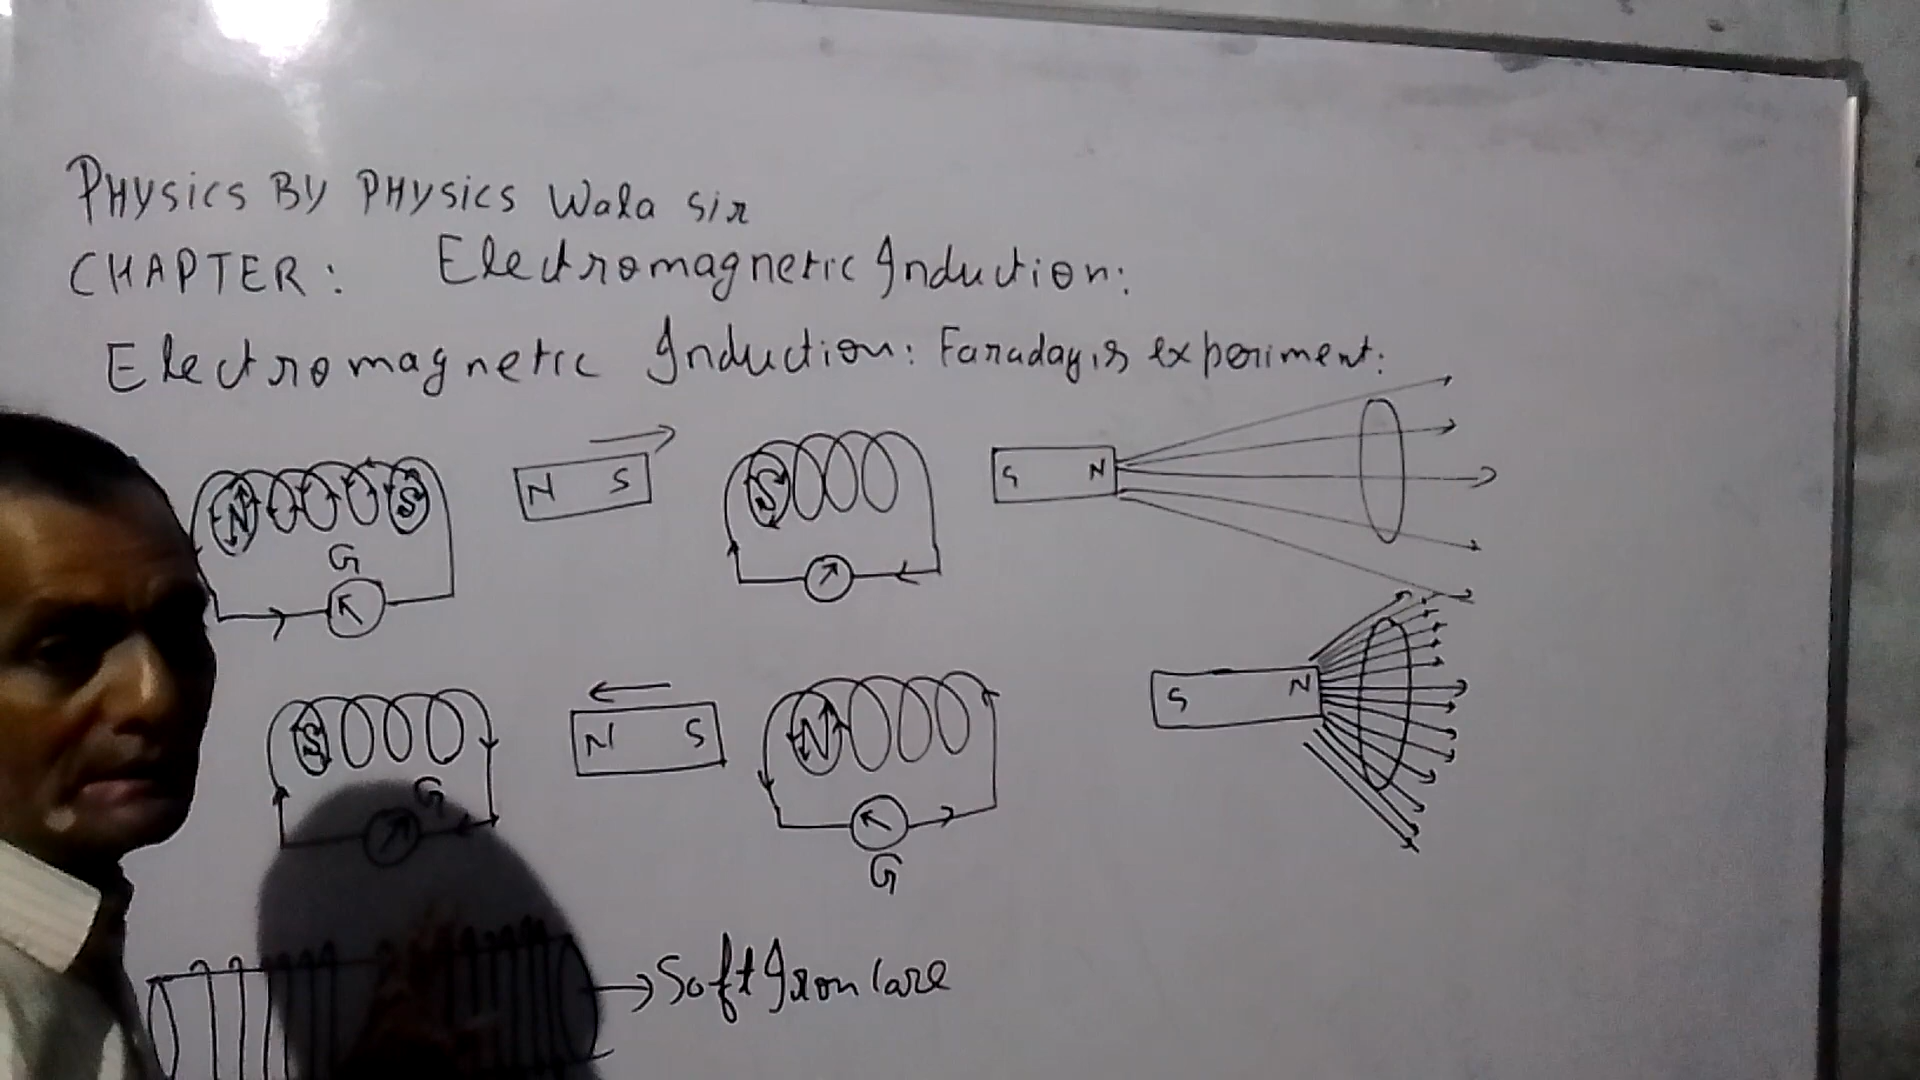 PHYSICS BY PHYSICS Wala sir
CHAPTER: Electromagnetic Induction:
Electromagnetic Induction: Faraday,s experiment:
N S
S N
N S
G
S
S N
S
N S
N
G
G
Soft Iron Core